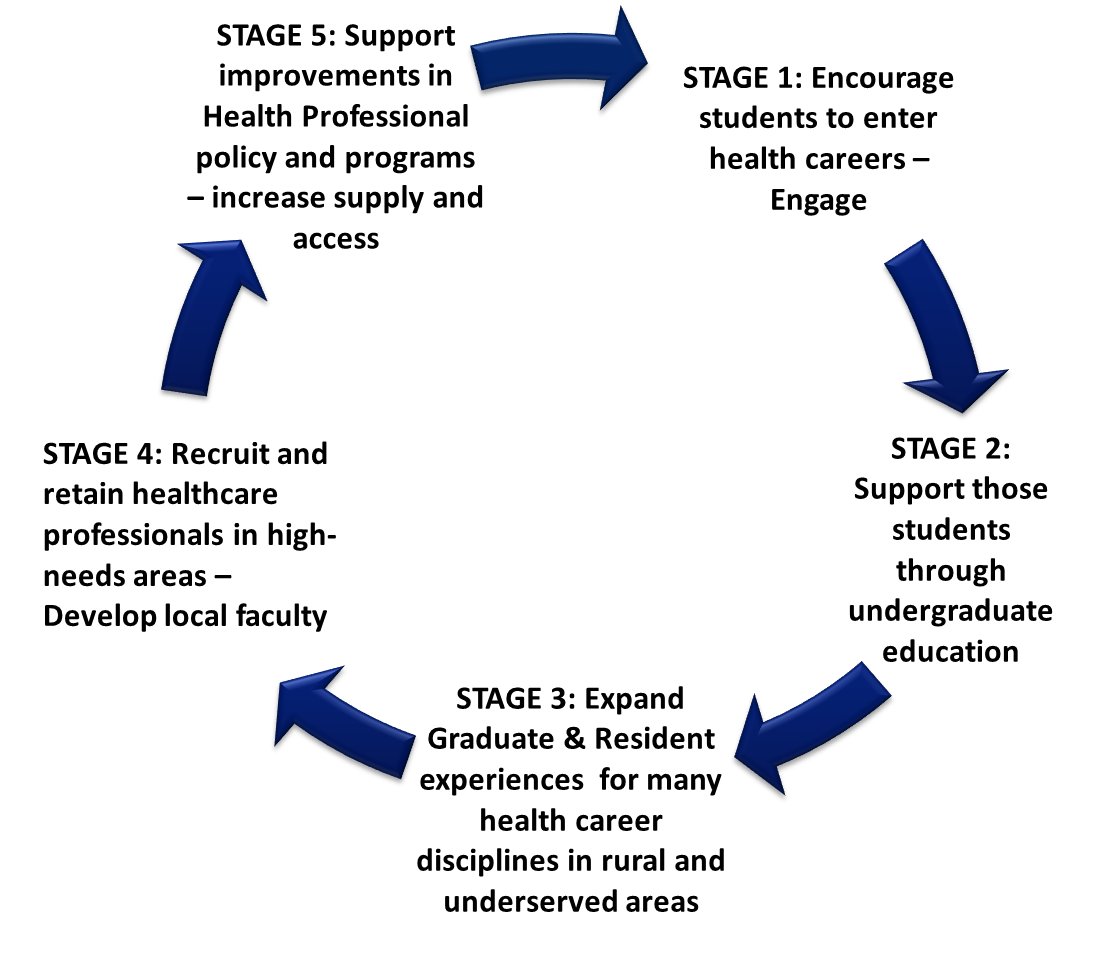 STAGE 5: Support
improvements in
Health Professional
policy and programs
– increase supply and
access
STAGE 1: Encourage
students to enter
health careers –
Engage
STAGE 2:
Support those
students
through
undergraduate
education
STAGE 3: Expand
Graduate & Resident
experiences  for many
health career
disciplines in rural and
underserved areas
STAGE 4: Recruit and
retain healthcare
professionals in high-
needs areas –
Develop local faculty